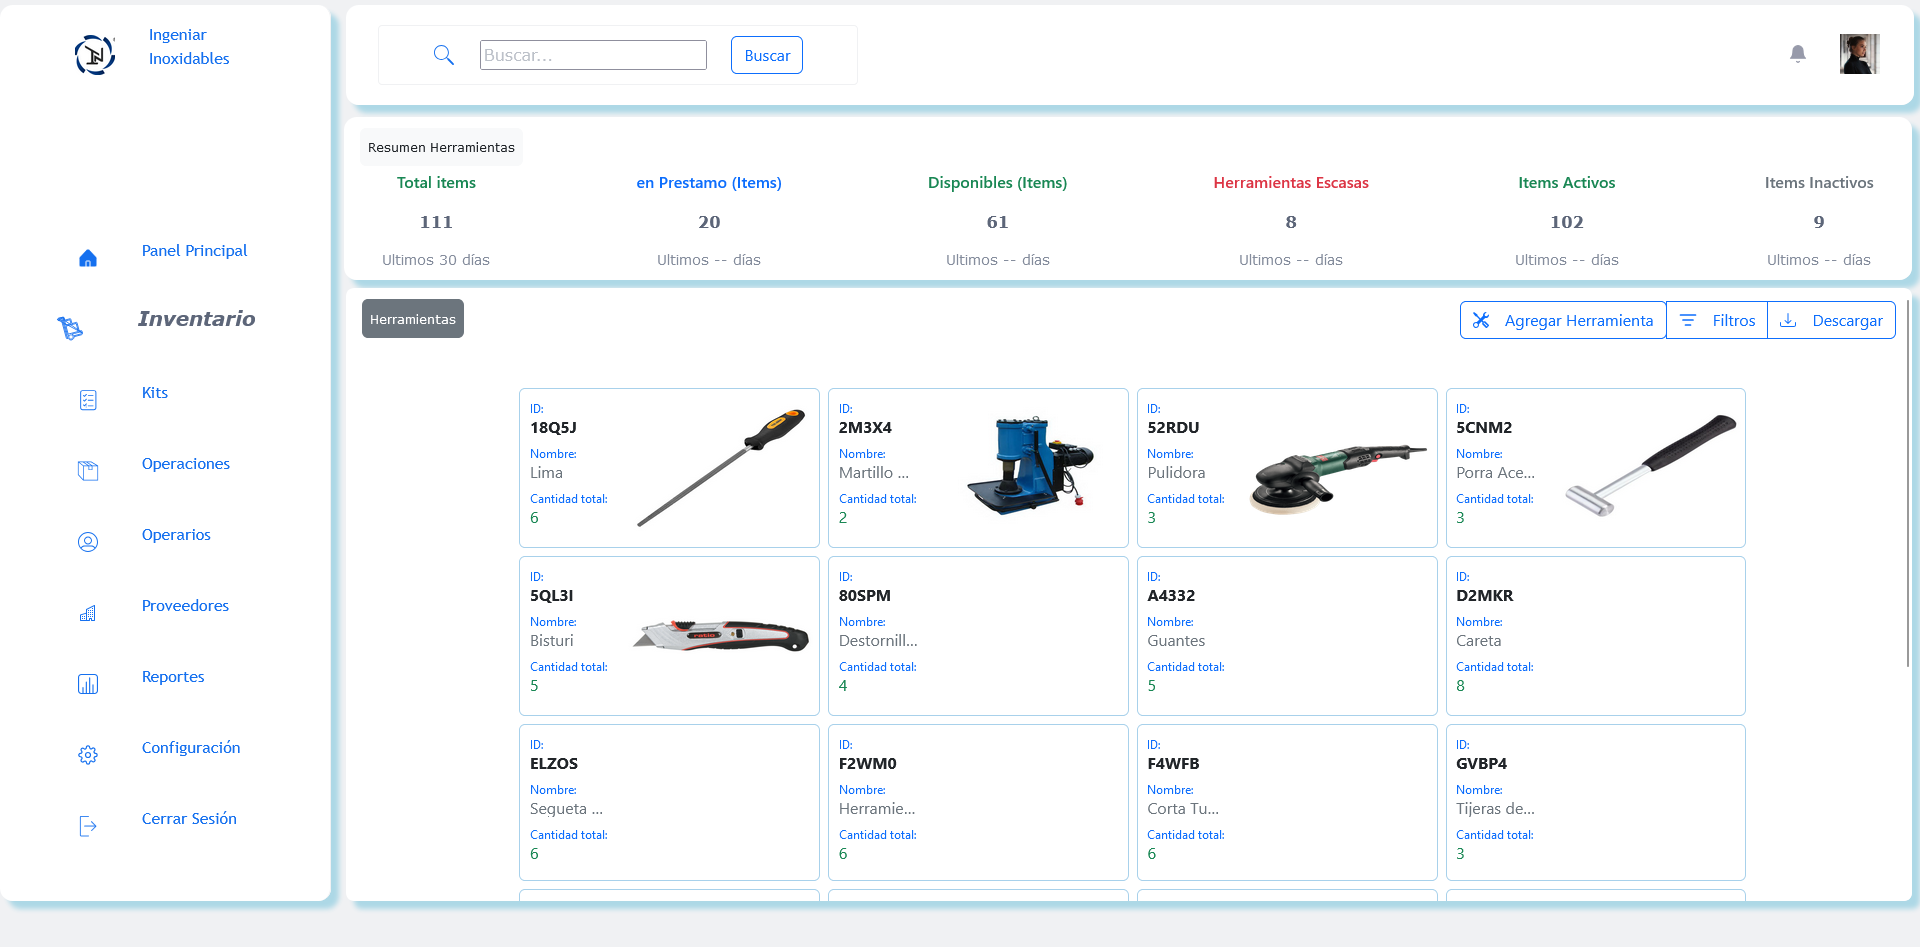 Ingeniar
Inoxidables
Buscar...
Buscar
Panel Principal
Inventario
Kits
Operaciones
Operarios
Proveedores
Reportes
Configuración
Cerrar Sesión
Resumen Herramientas
Total items
111
Ultimos 30 días
en Prestamo (Items)
20
Ultimos -- días
Disponibles (Items)
61
Ultimos -- días
Herramientas Escasas
8
Ultimos -- días
Items Activos
102
Ultimos -- días
Items Inactivos
9
Ultimos -- días
Herramientas
Agregar Herramienta
Filtros
Descargar
ID:
18Q5J
Nombre:
Lima
Cantidad total:
6
ID:
2M3X4
Nombre:
Martillo ...
Cantidad total:
2
ID:
52RDU
Nombre:
Pulidora
Cantidad total:
3
ID:
5CNM2
Nombre:
Porra Ace...
Cantidad total:
3
ID:
5QL3I
Nombre:
Bisturi
Cantidad total:
5
ID:
80SPM
Nombre:
Destornill...
Cantidad total:
4
ID:
A4332
Nombre:
Guantes
Cantidad total:
5
ID:
D2MKR
Nombre:
Careta
Cantidad total:
8
ID:
ELZOS
Nombre:
Segueta ...
Cantidad total:
6
ID:
F2WM0
Nombre:
Herramie...
Cantidad total:
6
ID:
F4WFB
Nombre:
Corta Tu...
Cantidad total:
6
ID:
GVBP4
Nombre:
Tijeras de...
Cantidad total:
3